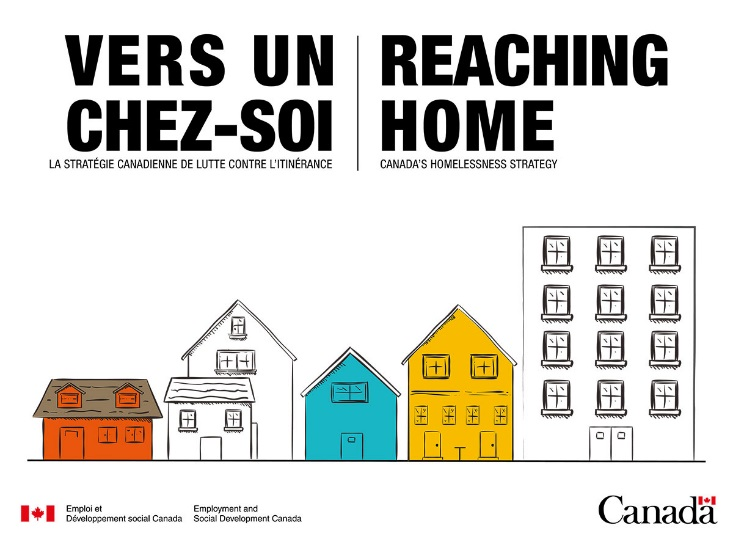 VERS UN
CHEZ-SOI
LA STRATÉGIE CANADIENNE DE LUTTE CONTRE L'ITINÉRANCE
REACHING
HOME
CANADA'S HOMELESSNESS STRATEGY
Emploi et
Développement social Canada
Employment and
Social Development Canada
Canada